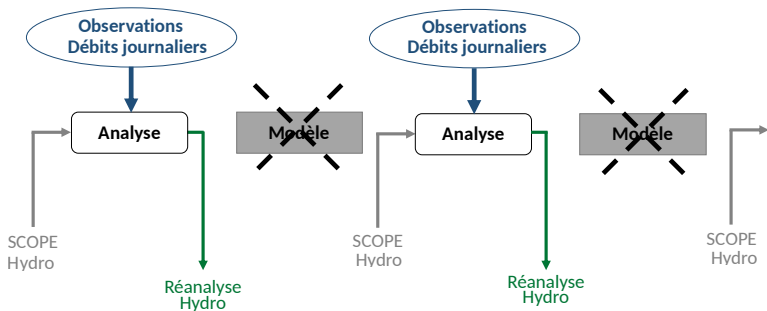 Observations
Débits journaliers
Observations
Débits journaliers
Analyse
Modèle
Analyse
Modèle
SCOPE
Hydro
SCOPE
Hydro
SCOPE
Hydro
Réanalyse
Hydro
Réanalyse
Hydro